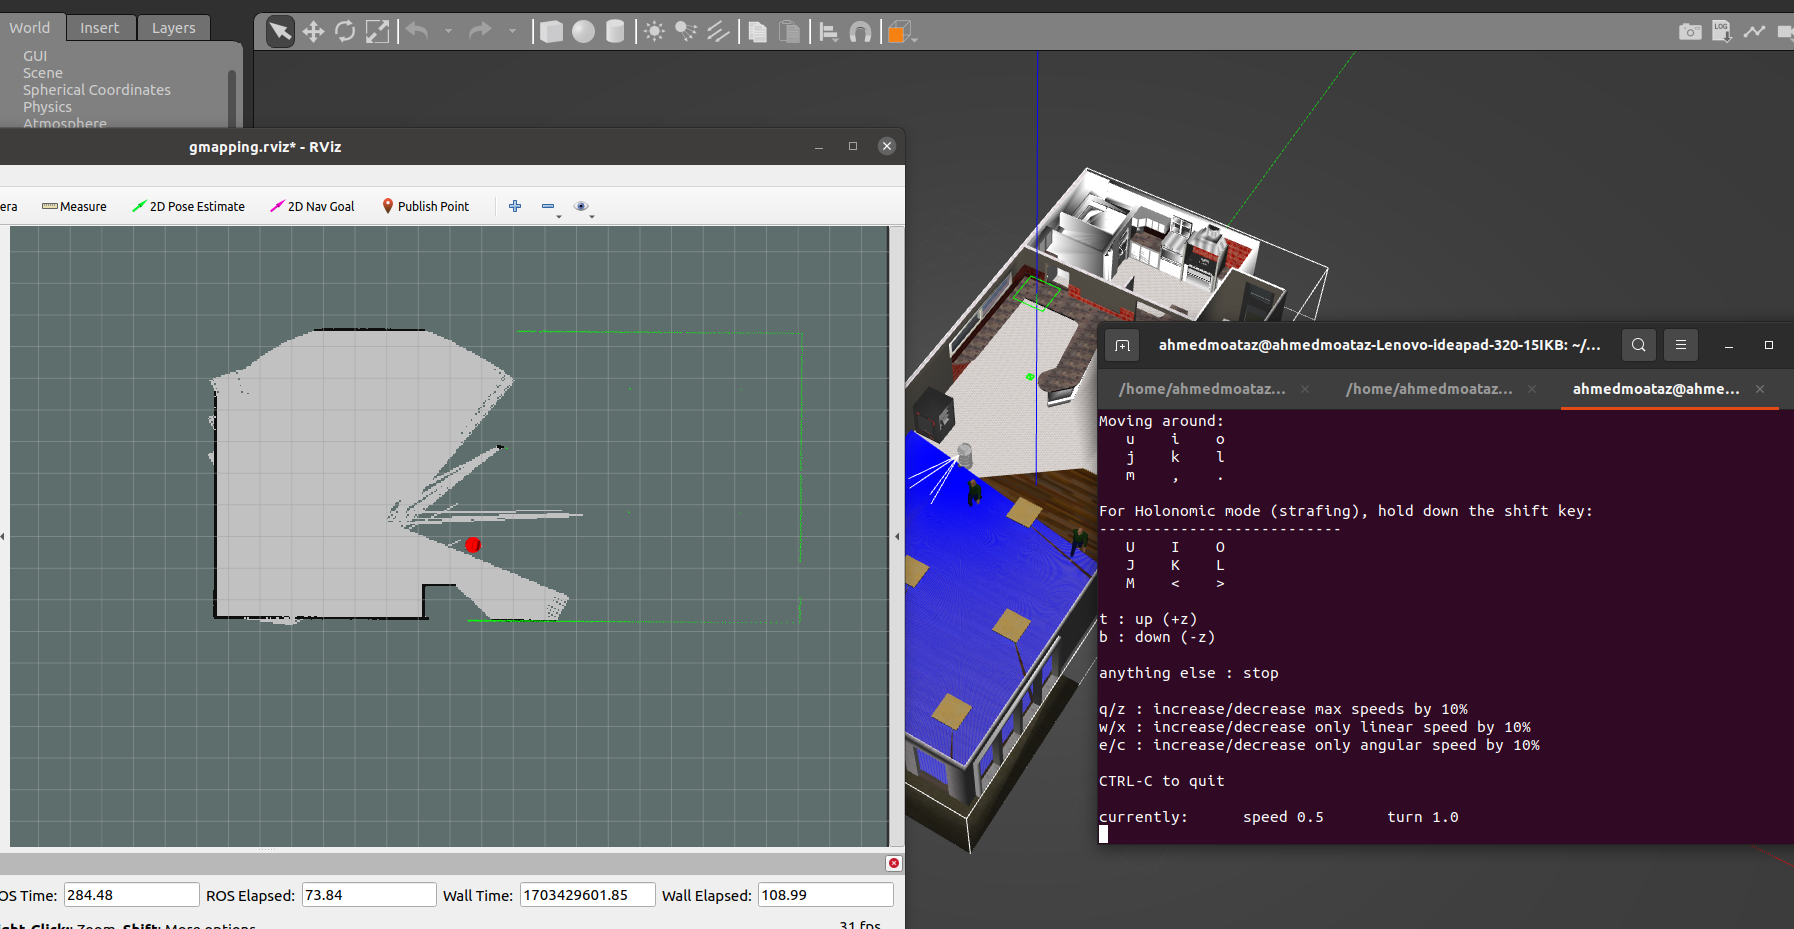 World Insert Layers
GUI
Scene
Spherical Coordinates
Physics
Atmosphere
LOG
gmapping.rviz* - RViz
era Measure 2D Pose Estimate 2D Nav Goal Publish Point
ahmedmoataz@ahmedmoataz-Lenovo-ideapad-320-15IKB: ~/...
/home/ahmedmoataz... /home/ahmedmoataz... ahmedmoataz@ahme...
Moving around:
u i o
j k l
m , .
For Holonomic mode (strafing), hold down the shift key:
---------------------------
U I O
J K L
M < >
t : up (+z)
b : down (-z)
anything else : stop
q/z : increase/decrease max speeds by 10%
w/x : increase/decrease only linear speed by 10%
e/c : increase/decrease only angular speed by 10%
CTRL-C to quit
currently: speed 0.5 turn 1.0
OS Time: 284.48 ROS Elapsed: 73.84 Wall Time: 1703429601.85 Wall Elapsed: 108.99
ght-Click: Zoom. Shift: More options.
31 fps